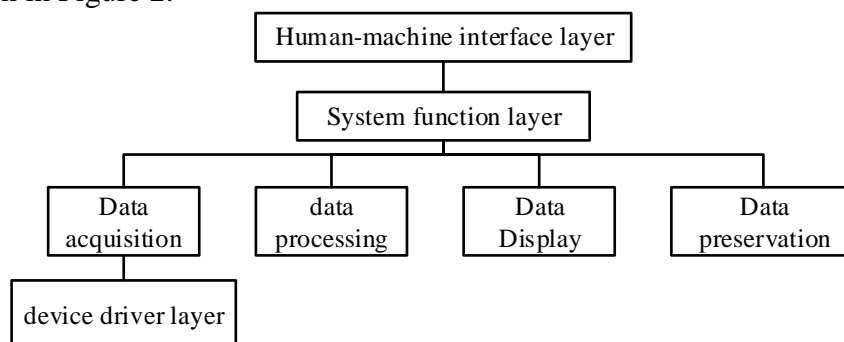 n in Figure 2.
Human-machine interface layer
System function layer
Data
acquisition
data
processing
Data
Display
Data
preservation
device driver layer